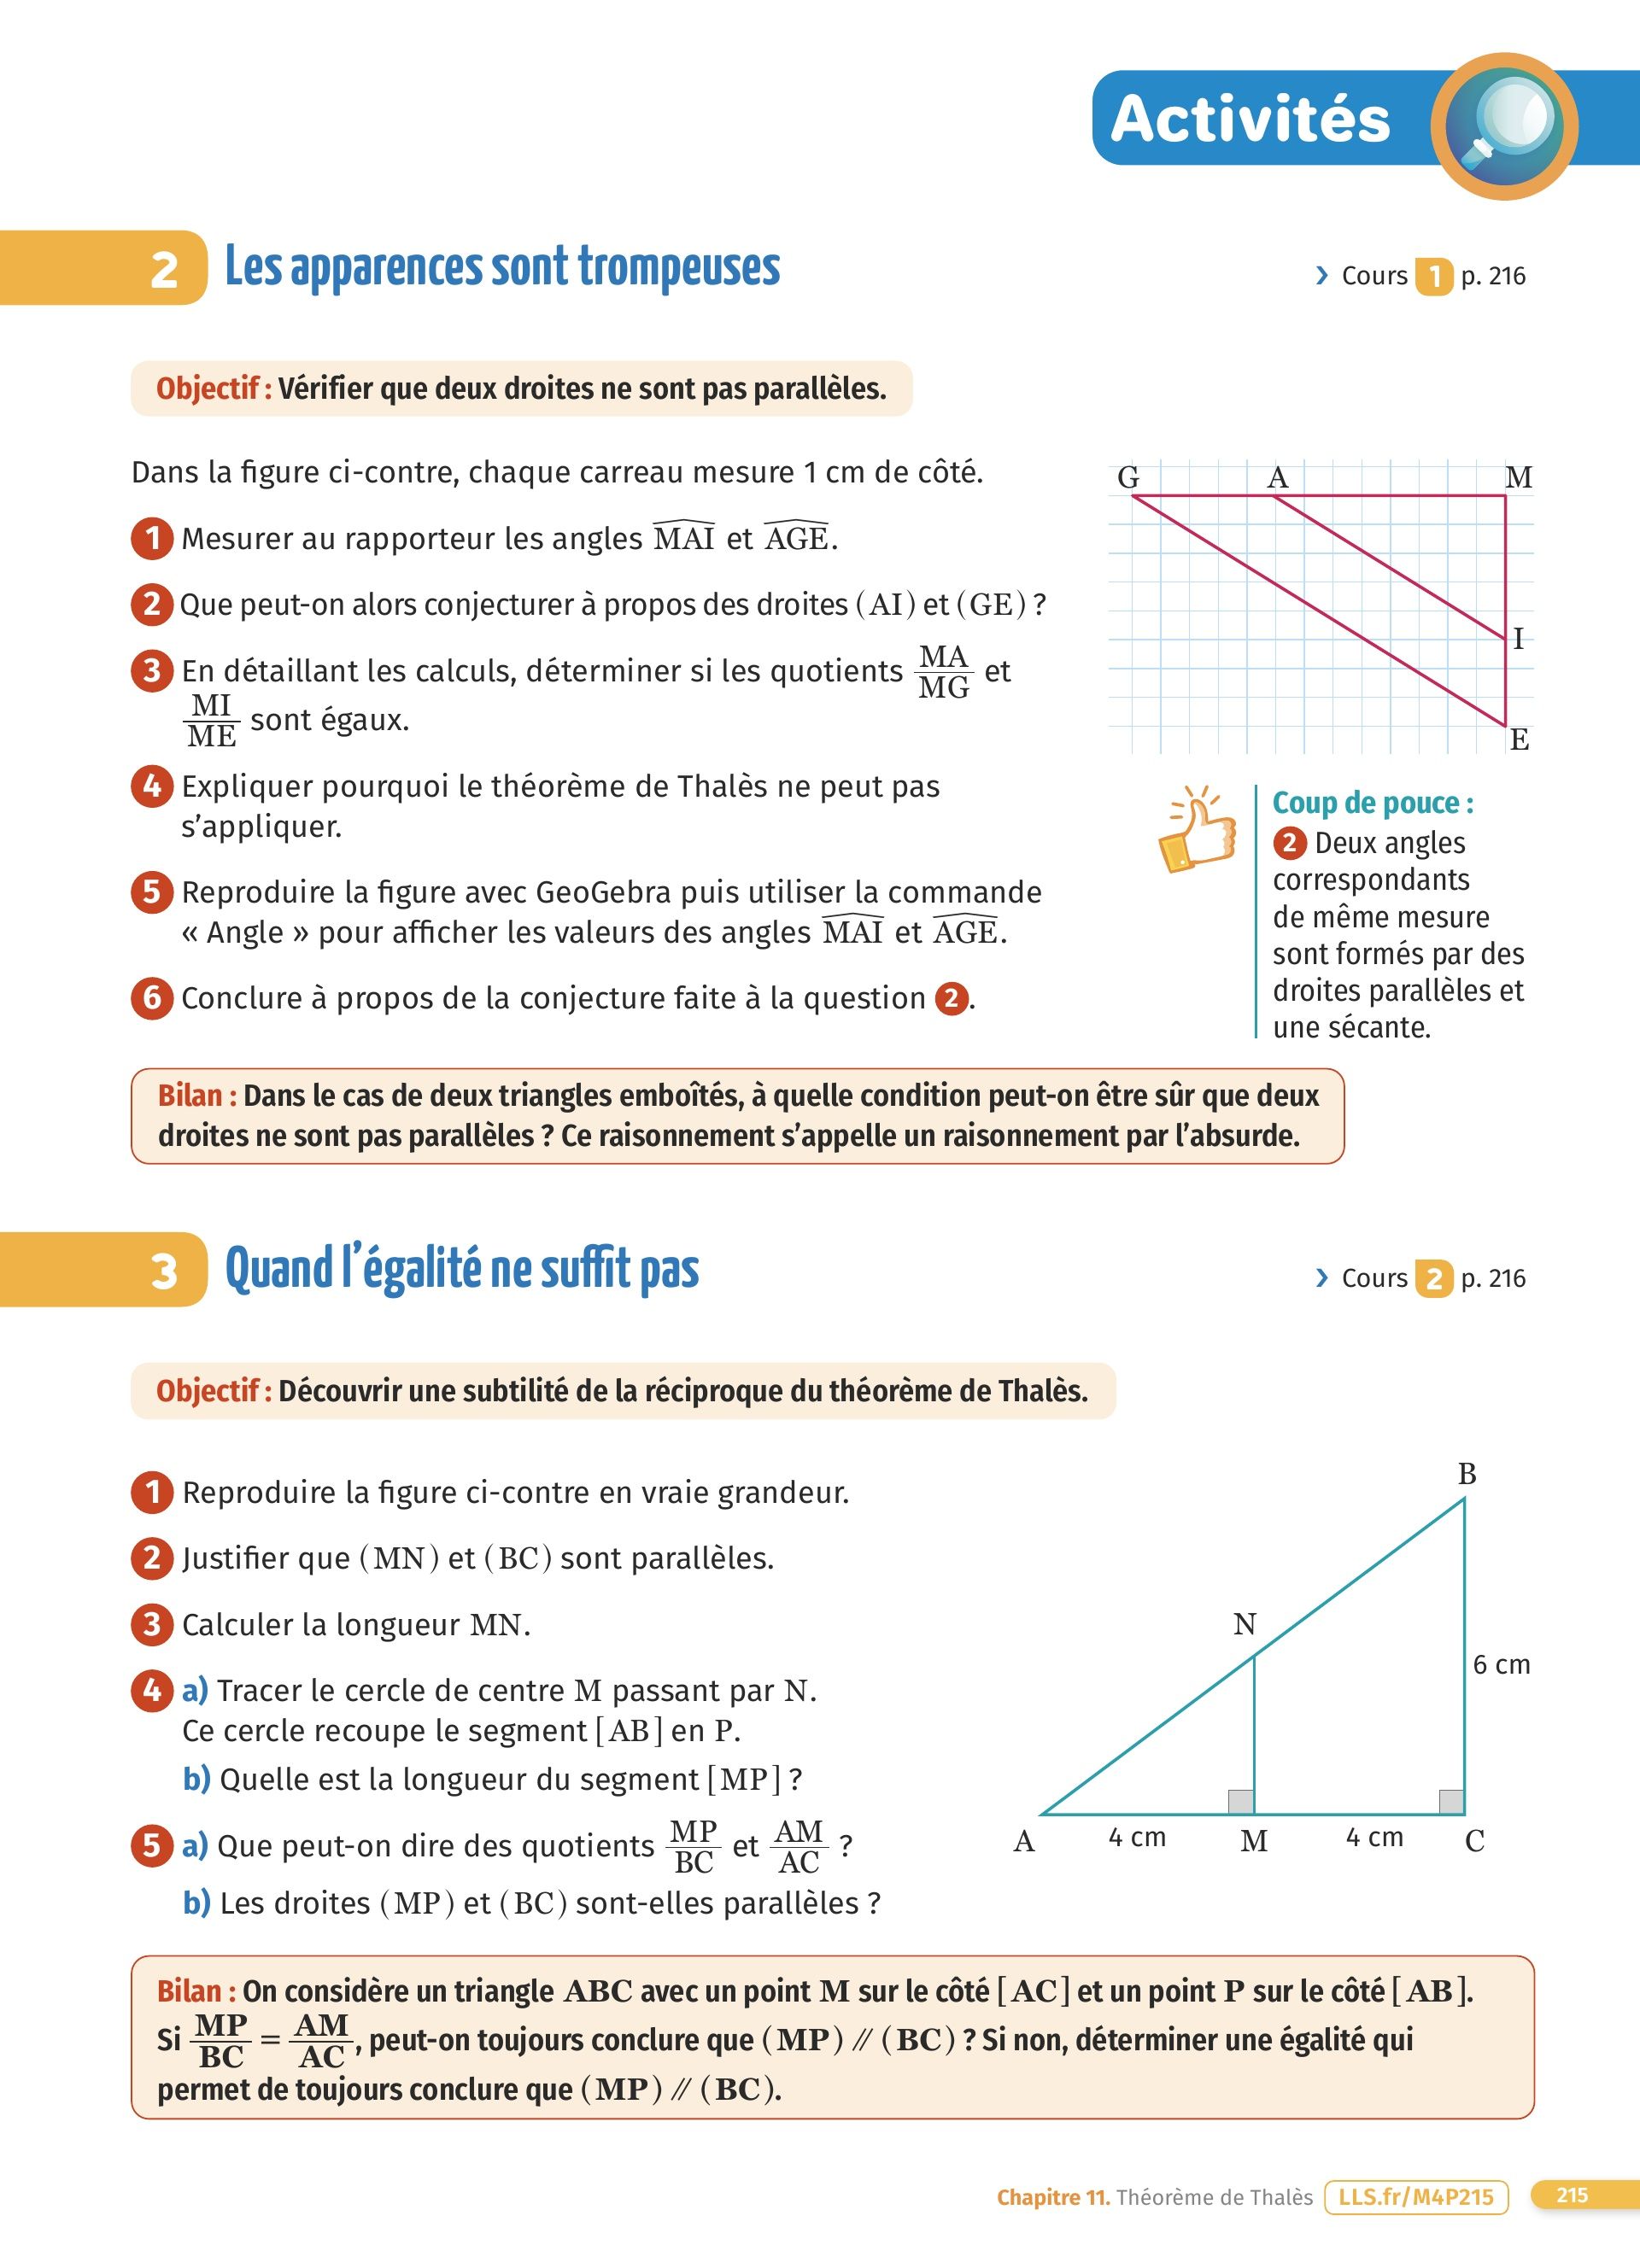 Activités
2 Les apparences sont trompeuses
› Cours 1 p. 216
Objectif : Vérifier que deux droites ne sont pas parallèles.
Dans la figure ci-contre, chaque carreau mesure 1 cm de côté.
1 Mesurer au rapporteur les angles \widehat{MAI} et \widehat{AGE}.
2 Que peut-on alors conjecturer à propos des droites (AI) et (GE) ?
3 En détaillant les calculs, déterminer si les quotients MA/MG et
MI/ME sont égaux.
4 Expliquer pourquoi le théorème de Thalès ne peut pas
s’appliquer.
5 Reproduire la figure avec GeoGebra puis utiliser la commande
« Angle » pour afficher les valeurs des angles \widehat{MAI} et \widehat{AGE}.
6 Conclure à propos de la conjecture faite à la question 2.
G A M
I
E
Coup de pouce :
2 Deux angles
correspondants
de même mesure
sont formés par des
droites parallèles et
une sécante.
Bilan : Dans le cas de deux triangles emboîtés, à quelle condition peut-on être sûr que deux
droites ne sont pas parallèles ? Ce raisonnement s’appelle un raisonnement par l’absurde.
3 Quand l’égalité ne suffit pas
› Cours 2 p. 216
Objectif : Découvrir une subtilité de la réciproque du théorème de Thalès.
1 Reproduire la figure ci-contre en vraie grandeur.
2 Justifier que (MN) et (BC) sont parallèles.
3 Calculer la longueur MN.
4 a) Tracer le cercle de centre M passant par N.
Ce cercle recoupe le segment [AB] en P.
b) Quelle est la longueur du segment [MP] ?
5 a) Que peut-on dire des quotients MP/BC et AM/AC ?
b) Les droites (MP) et (BC) sont-elles parallèles ?
B
N
6 cm
A 4 cm M 4 cm C
Bilan : On considère un triangle ABC avec un point M sur le côté [AC] et un point P sur le côté [AB].
Si MP/BC = AM/AC, peut-on toujours conclure que (MP) // (BC) ? Si non, déterminer une égalité qui
permet de toujours conclure que (MP) // (BC).
Chapitre 11. Théorème de Thalès LLS.fr/M4P215 215